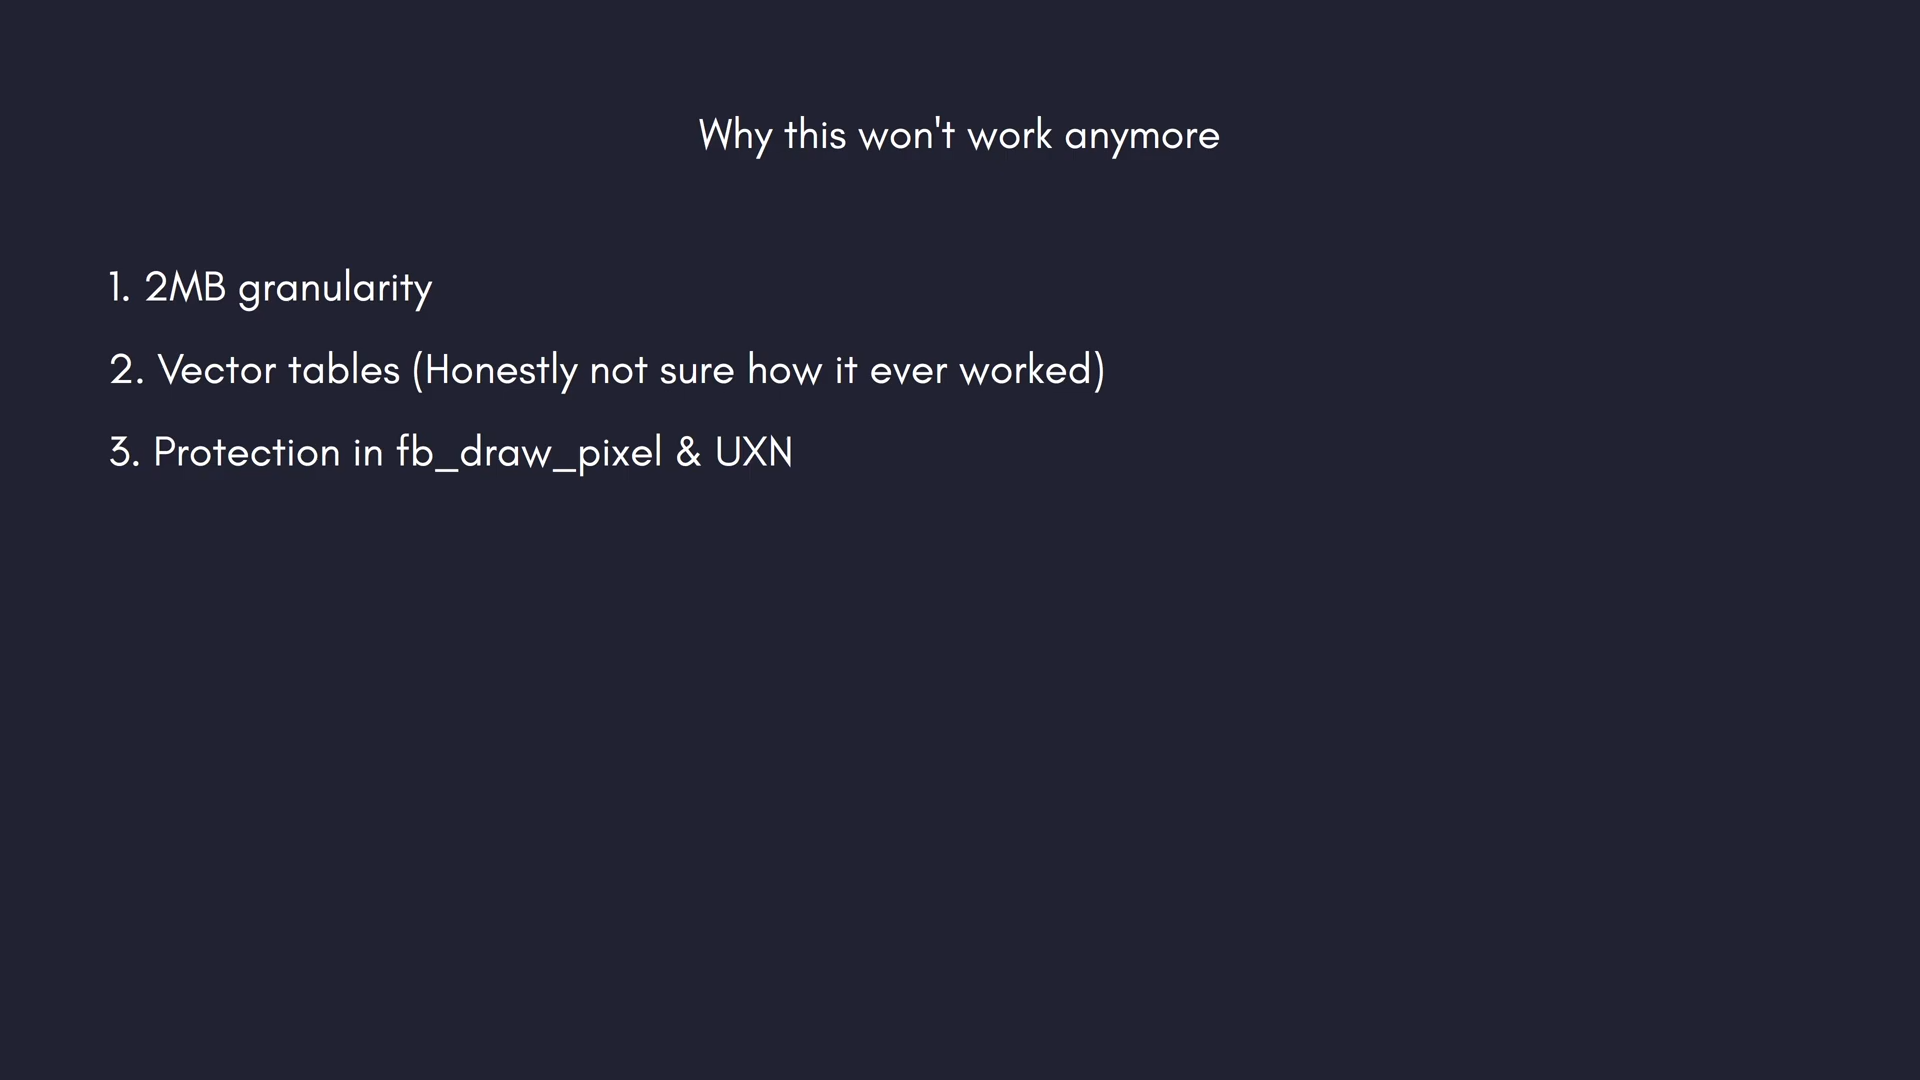 Why this won't work anymore
1. 2MB granularity
2. Vector tables (Honestly not sure how it ever worked)
3. Protection in fb_draw_pixel & UXN